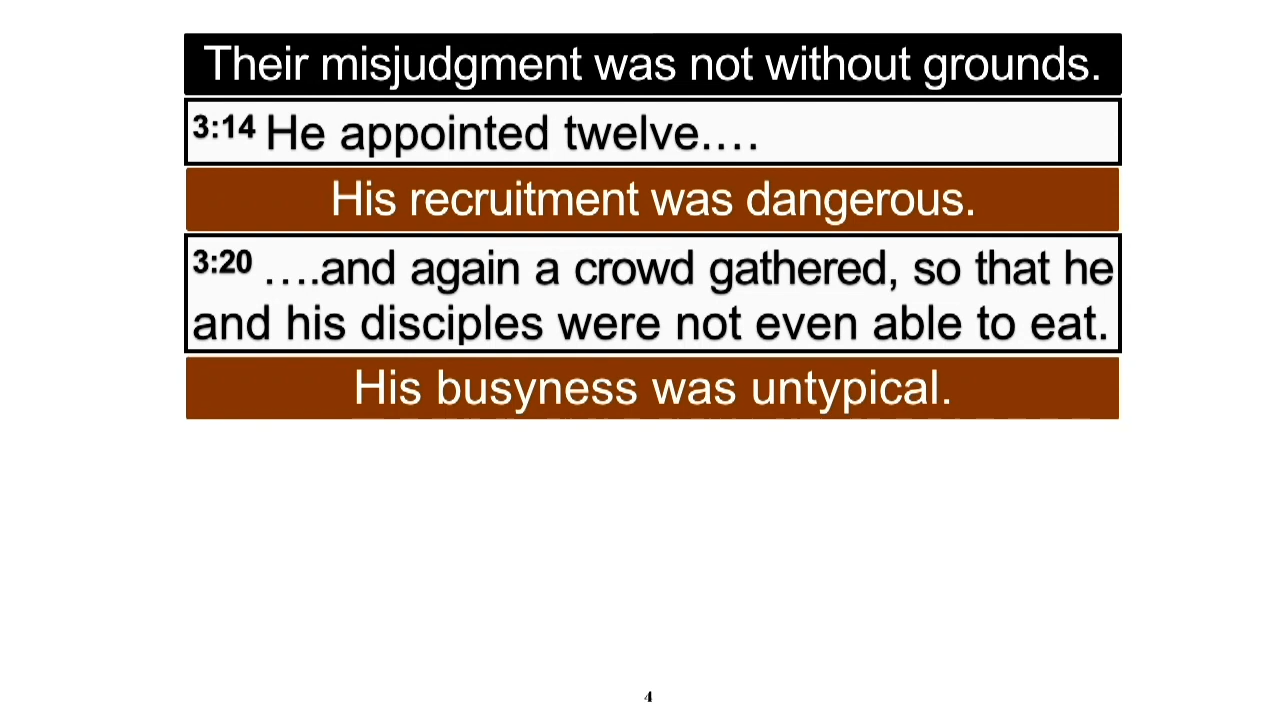 Their misjudgment was not without grounds.
3:14 He appointed twelve.…
His recruitment was dangerous.
3:20 ….and again a crowd gathered, so that he
and his disciples were not even able to eat.
His busyness was untypical.
4